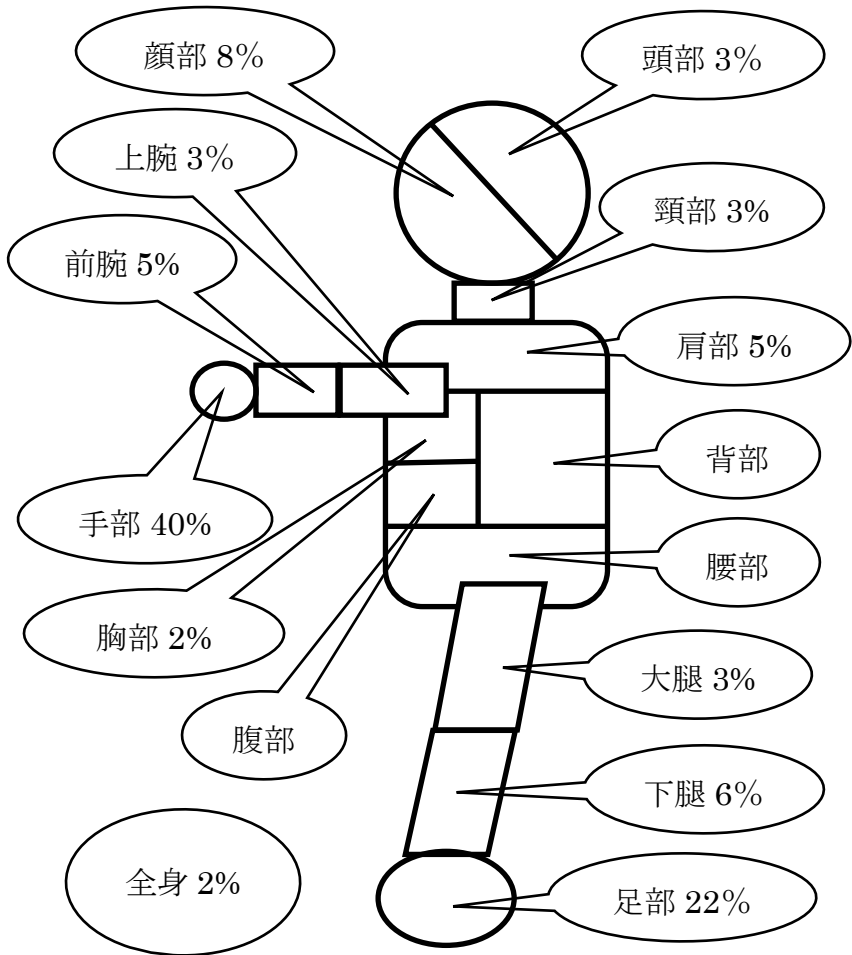 顔部 8%
頭部 3%
上腕 3%
頸部 3%
前腕 5%
肩部 5%
背部
手部 40%
腰部
胸部 2%
大腿 3%
腹部
下腿 6%
全身 2%
足部 22%